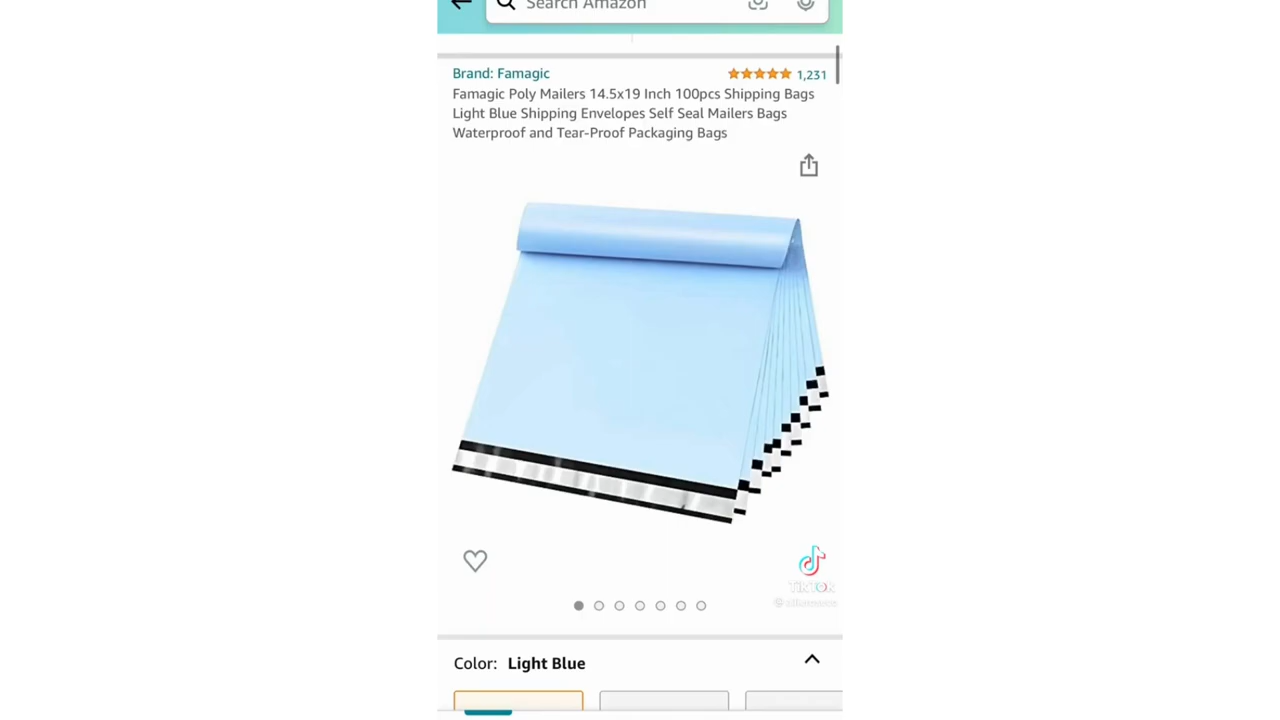 Search Amazon
Brand: Famagic
1,231
Famagic Poly Mailers 14.5x19 Inch 100pcs Shipping Bags
Light Blue Shipping Envelopes Self Seal Mailers Bags
Waterproof and Tear-Proof Packaging Bags
TikTok
Color: Light Blue